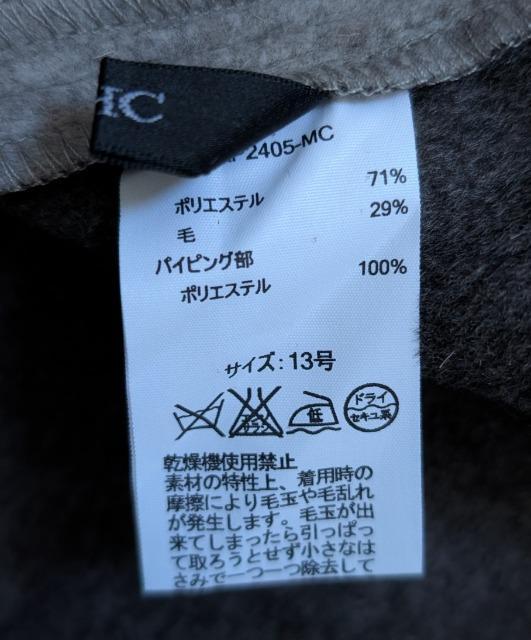 MC
2405-MC
ポリエステル 71%
毛 29%
パイピング部
ポリエステル 100%
サイズ:13号
低
ドライ
セキユ系
乾燥機使用禁止
素材の特性上、着用時の
摩擦により毛玉や毛乱れ
が発生します。毛玉が出
来てしまったら引っぱっ
て取ろうとせず小さなは
さみで一つ一つ除去して